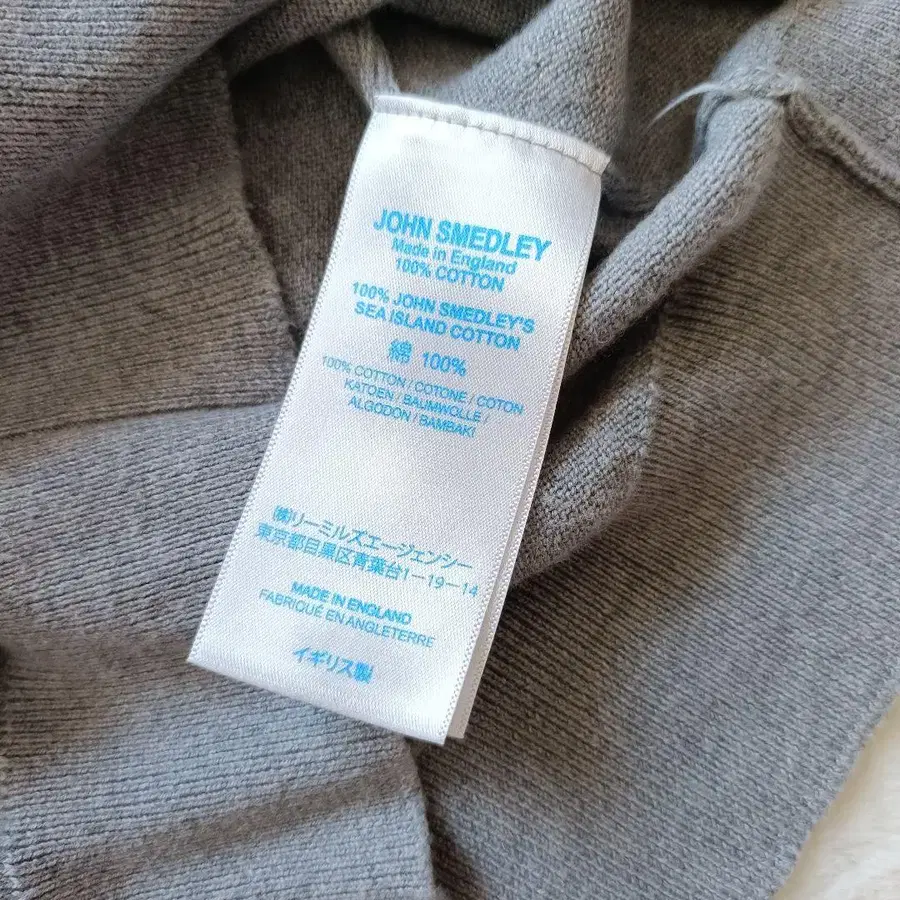 JOHN SMEDLEY
Made in England
100% COTTON
100% JOHN SMEDLEY'S
SEA ISLAND COTTON
綿 100%
100% COTTON / COTONE / COTON
KATOEN / BAUMWOLLE /
ALGODON / BAMBAKI
(株)リーミルズエージェンシー
東京都目黒区青葉台1-19-14
MADE IN ENGLAND
FABRIQUÉ EN ANGLETERRE
イギリス製